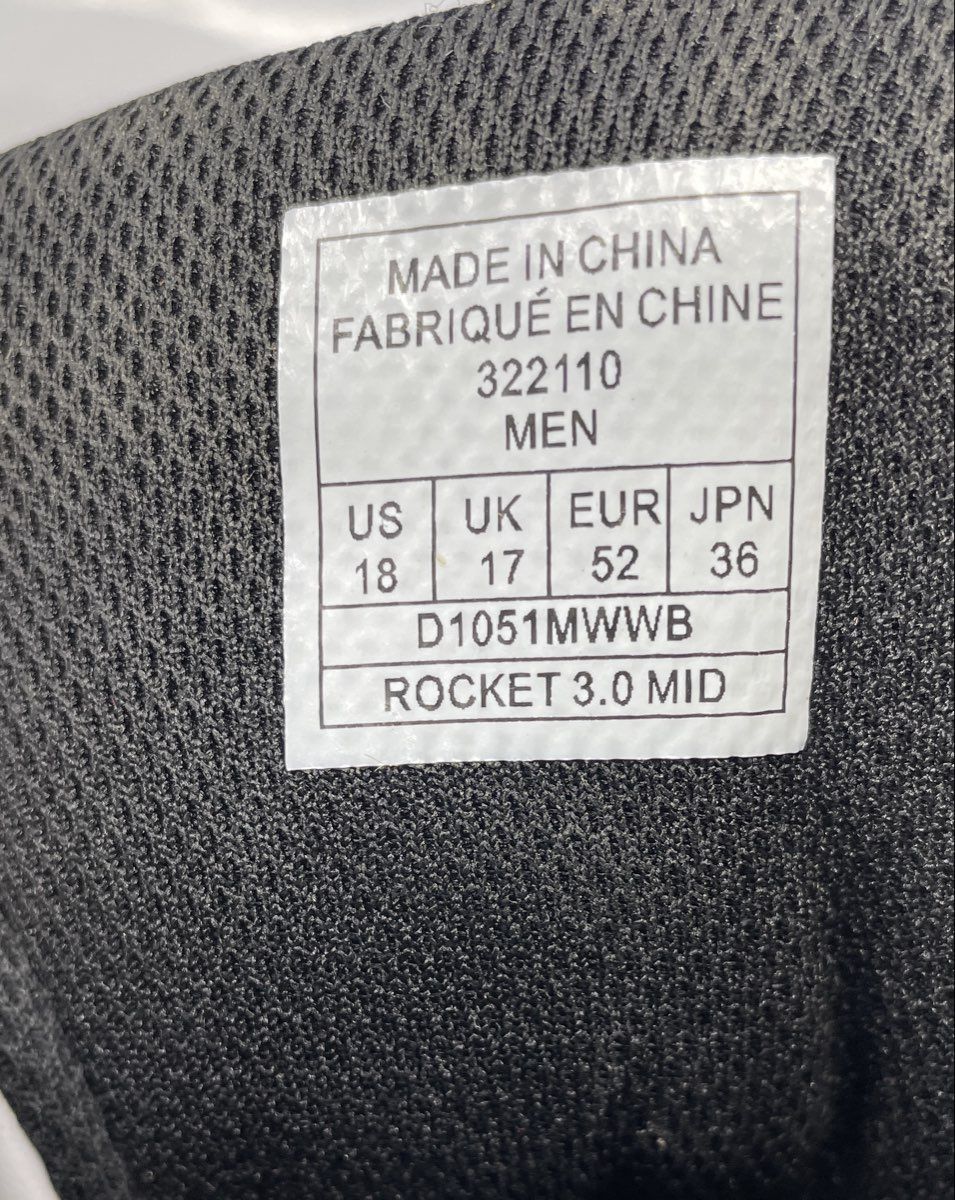 MADE IN CHINA
FABRIQUÉ EN CHINE
322110
MEN
US UK EUR JPN
18 17 52 36
D1051MWWB
ROCKET 3.0 MID